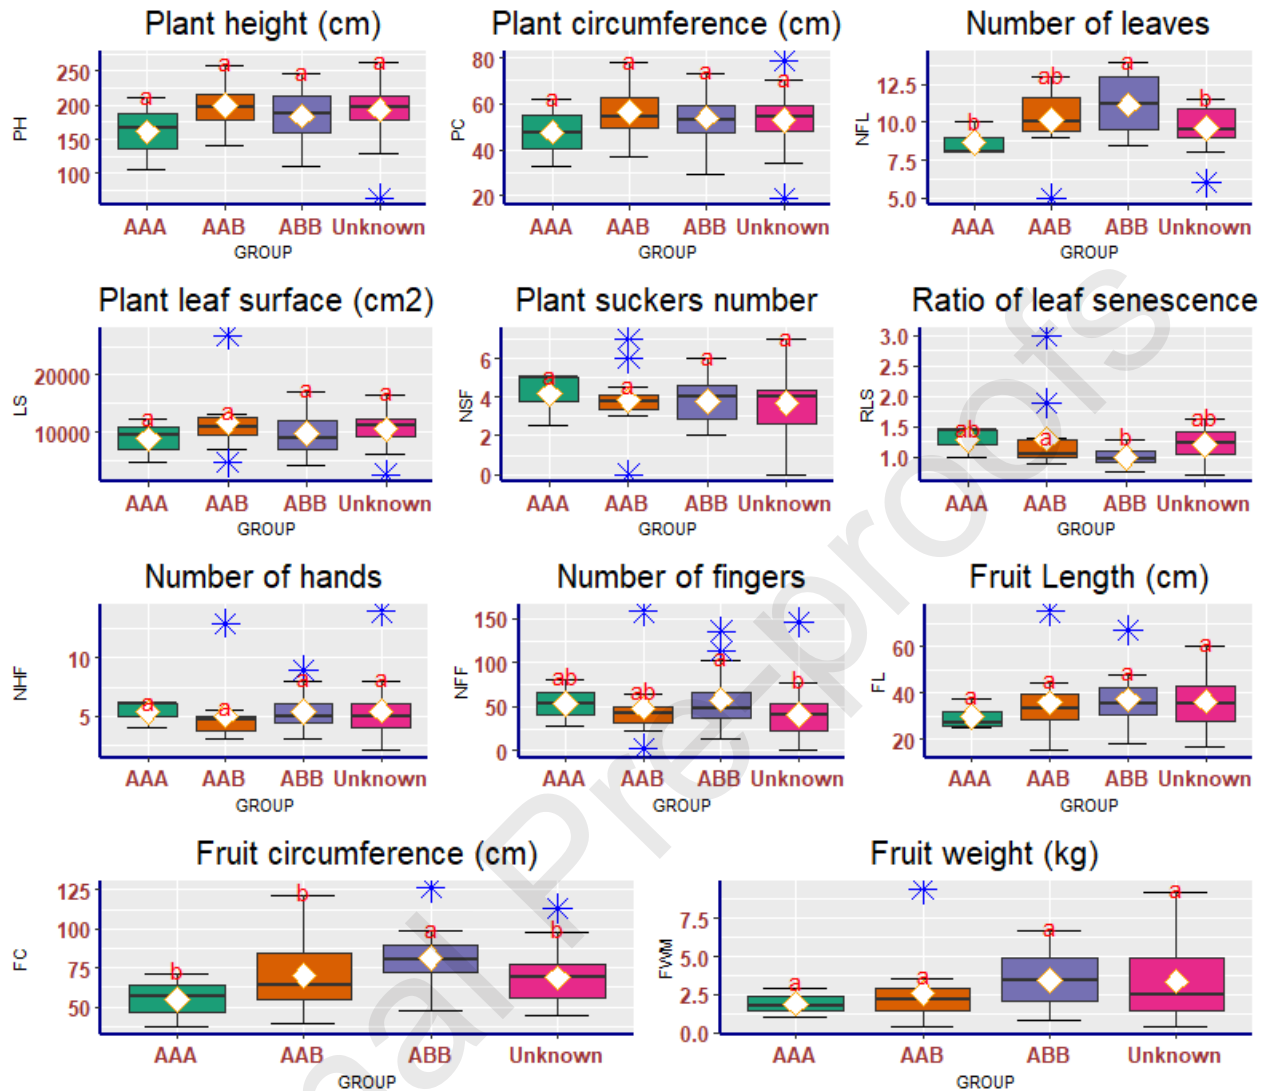 Plant height (cm)
PH
250
200
150
100
a
a
a
a
AAA AAB ABB Unknown
GROUP
Plant circumference (cm)
PC
80
60
40
20
a
a
a
a
AAA AAB ABB Unknown
GROUP
Number of leaves
NFL
12.5
10.0
7.5
5.0
b
ab
a
b
AAA AAB ABB Unknown
GROUP
Plant leaf surface (cm2)
LS
20000
10000
a
a
a
a
AAA AAB ABB Unknown
GROUP
Plant suckers number
NSF
6
4
2
0
a
a
a
a
AAA AAB ABB Unknown
GROUP
Ratio of leaf senescence
RLS
3.0
2.5
2.0
1.5
1.0
ab
a
b
ab
AAA AAB ABB Unknown
GROUP
Number of hands
NHF
10
5
a
a
a
a
AAA AAB ABB Unknown
GROUP
Number of fingers
NFF
150
100
50
0
ab
ab
a
b
AAA AAB ABB Unknown
GROUP
Fruit Length (cm)
FL
60
40
20
a
a
a
a
AAA AAB ABB Unknown
GROUP
Fruit circumference (cm)
FC
125
100
75
50
b
b
a
b
AAA AAB ABB Unknown
GROUP
Fruit weight (kg)
FWM
7.5
5.0
2.5
0.0
a
a
a
a
AAA AAB ABB Unknown
GROUP
nal Pre-proofs